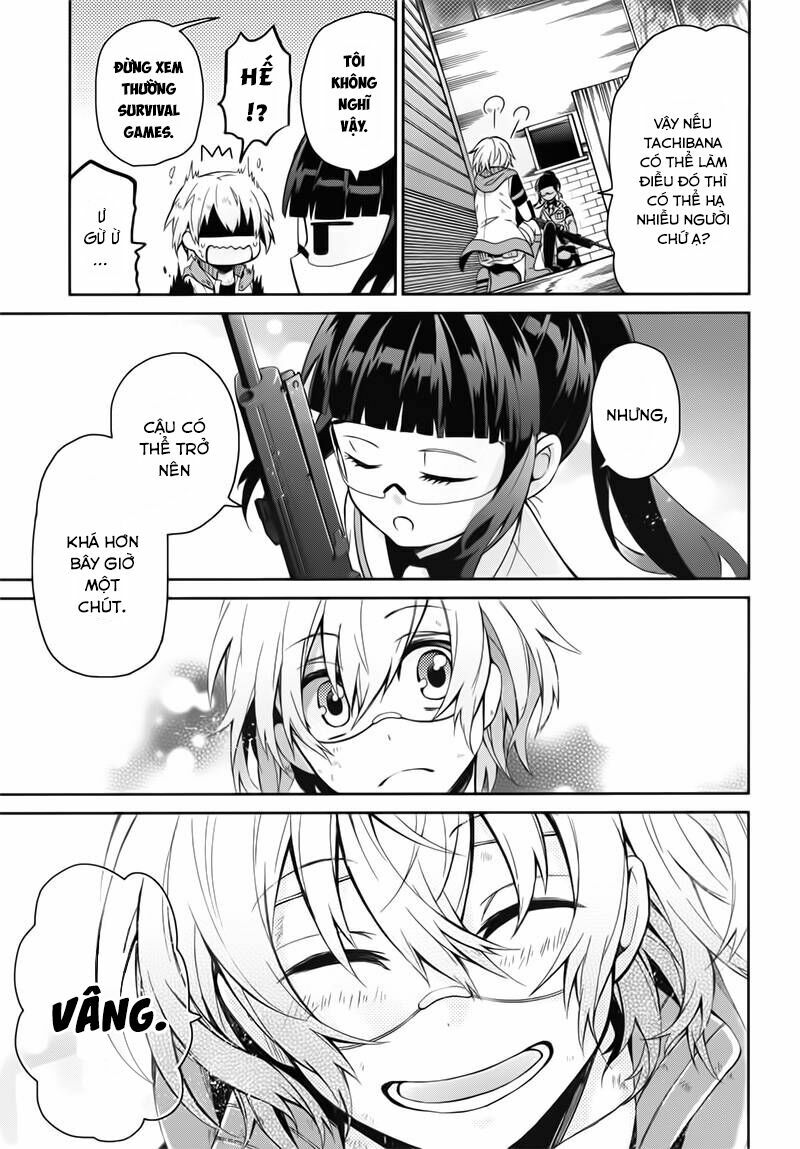 VẬY NẾU
TACHIBANA
CÓ THỂ LÀM
ĐIỀU ĐÓ THÌ
CÓ THỂ HẠ
NHIỀU NGƯỜI
CHỨ Ạ?
TÔI
KHÔNG
NGHĨ
VẬY.
HẾ
!?
ĐỪNG XEM
THƯỜNG
SURVIVAL
GAMES.
Ư
GỪ Ừ
...
NHƯNG,
CẬU CÓ
THỂ TRỞ
NÊN
KHÁ HƠN
BÂY GIỜ
MỘT
CHÚT.
VÂNG.